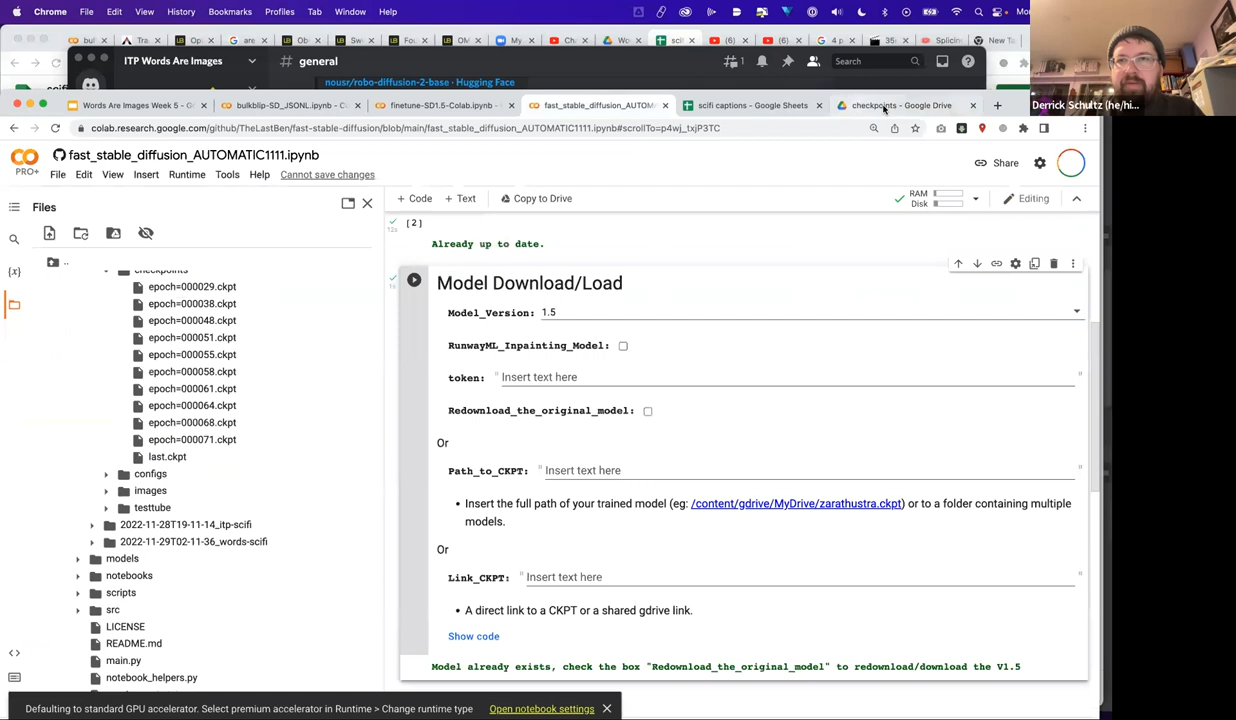 Chrome File Edit View History Bookmarks Profiles Tab Window Help
ITP Words Are Images # general Search
nousr/robo-diffusion-2-base · Hugging Face
Derrick Schultz (he/hi...
Words Are Images Week 5 - G bulkblip-SD_JSONL.ipynb - C finetune-SD1.5-Colab.ipynb - fast_stable_diffusion_AUTOMA scifi captions - Google Sheets checkpoints - Google Drive
colab.research.google.com/github/TheLastBen/fast-stable-diffusion/blob/main/fast_stable_diffusion_AUTOMATIC1111.ipynb#scrollTo=p4wj_txjP3TC
fast_stable_diffusion_AUTOMATIC1111.ipynb
PRO+
File Edit View Insert Runtime Tools Help Cannot save changes
Share
Files
+ Code + Text Copy to Drive
RAM
Disk
Editing
..
checkpoints
epoch=000029.ckpt
epoch=000038.ckpt
epoch=000048.ckpt
epoch=000051.ckpt
epoch=000055.ckpt
epoch=000058.ckpt
epoch=000061.ckpt
epoch=000064.ckpt
epoch=000068.ckpt
epoch=000071.ckpt
last.ckpt
configs
images
testtube
2022-11-28T19-11-14_itp-scifi
2022-11-29T02-11-36_words-scifi
models
notebooks
scripts
src
LICENSE
README.md
main.py
notebook_helpers.py
[2]
12s
Already up to date.
1s
Model Download/Load
Model_Version: 1.5
RunwayML_Inpainting_Model:
token: " Insert text here "
Redownload_the_original_model:
Or
Path_to_CKPT: " Insert text here "
• Insert the full path of your trained model (eg: /content/gdrive/MyDrive/zarathustra.ckpt) or to a folder containing multiple
models.
Or
Link_CKPT: " Insert text here "
• A direct link to a CKPT or a shared gdrive link.
Show code
Model already exists, check the box "Redownload_the_original_model" to redownload/download the V1.5
Defaulting to standard GPU accelerator. Select premium accelerator in Runtime > Change runtime type Open notebook settings